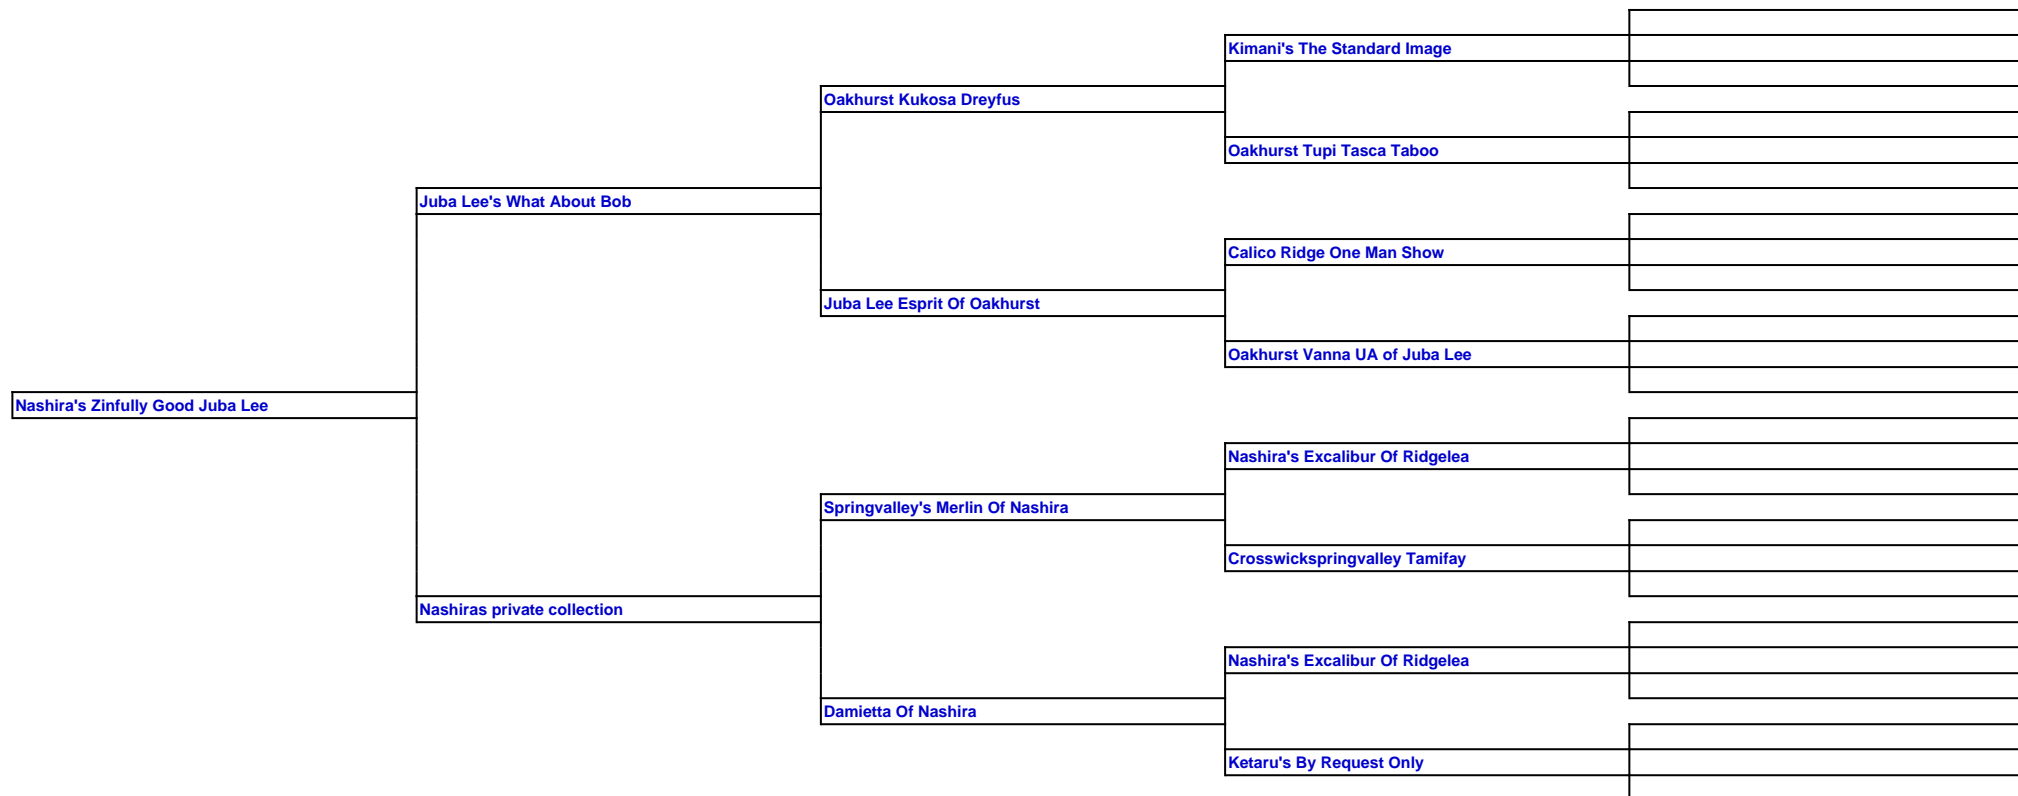 Kimani's The Standard Image
Oakhurst Kukosa Dreyfus
Oakhurst Tupi Tasca Taboo
Juba Lee's What About Bob
Calico Ridge One Man Show
Juba Lee Esprit Of Oakhurst
Oakhurst Vanna UA of Juba Lee
Nashira's Zinfully Good Juba Lee
Nashira's Excalibur Of Ridgelea
Springvalley's Merlin Of Nashira
Crosswickspringvalley Tamifay
Nashiras private collection
Nashira's Excalibur Of Ridgelea
Damietta Of Nashira
Ketaru's By Request Only